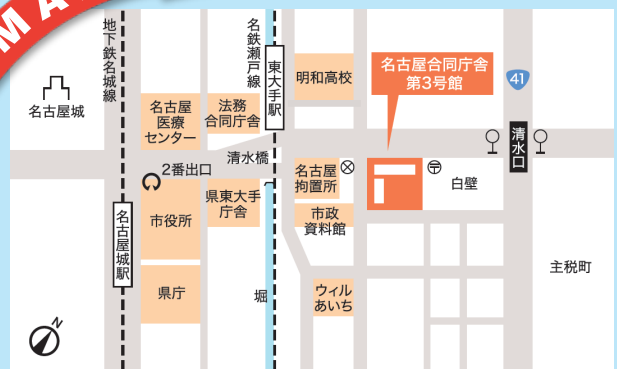 MA
地下鉄名城線
名鉄瀬戸線
東大手駅
明和高校
名古屋合同庁舎
第3号館
41
名古屋城
名古屋
医療
センター
法務
合同庁舎
清水口
清水橋
2番出口
名古屋
拘置所
白壁
県東大手
庁舎
市政
資料館
市役所
名古屋城駅
主税町
県庁
堀
ウィル
あいち
N